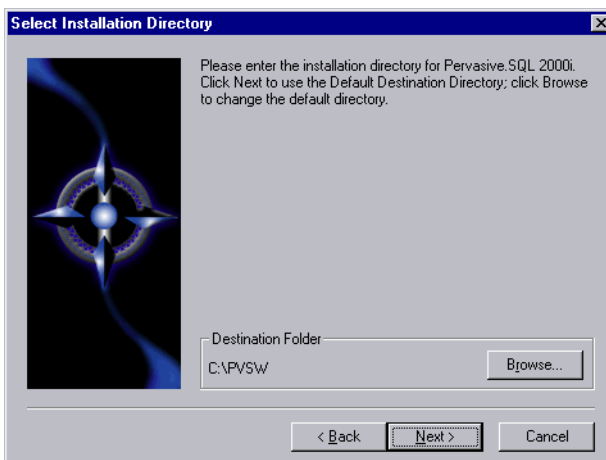 Select Installation Directory
Please enter the installation directory for Pervasive.SQL 2000i.
Click Next to use the Default Destination Directory; click Browse
to change the default directory.
Destination Folder
C:\PVSW
Browse...
< Back
Next >
Cancel